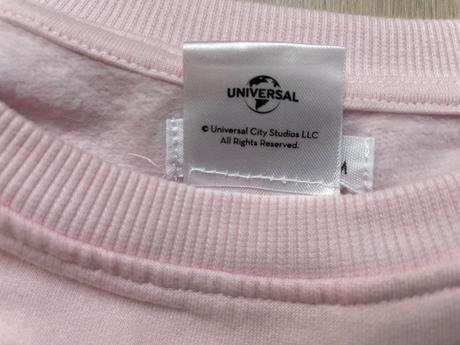 UNIVERSAL
© Universal City Studios LLC
All Rights Reserved.
M